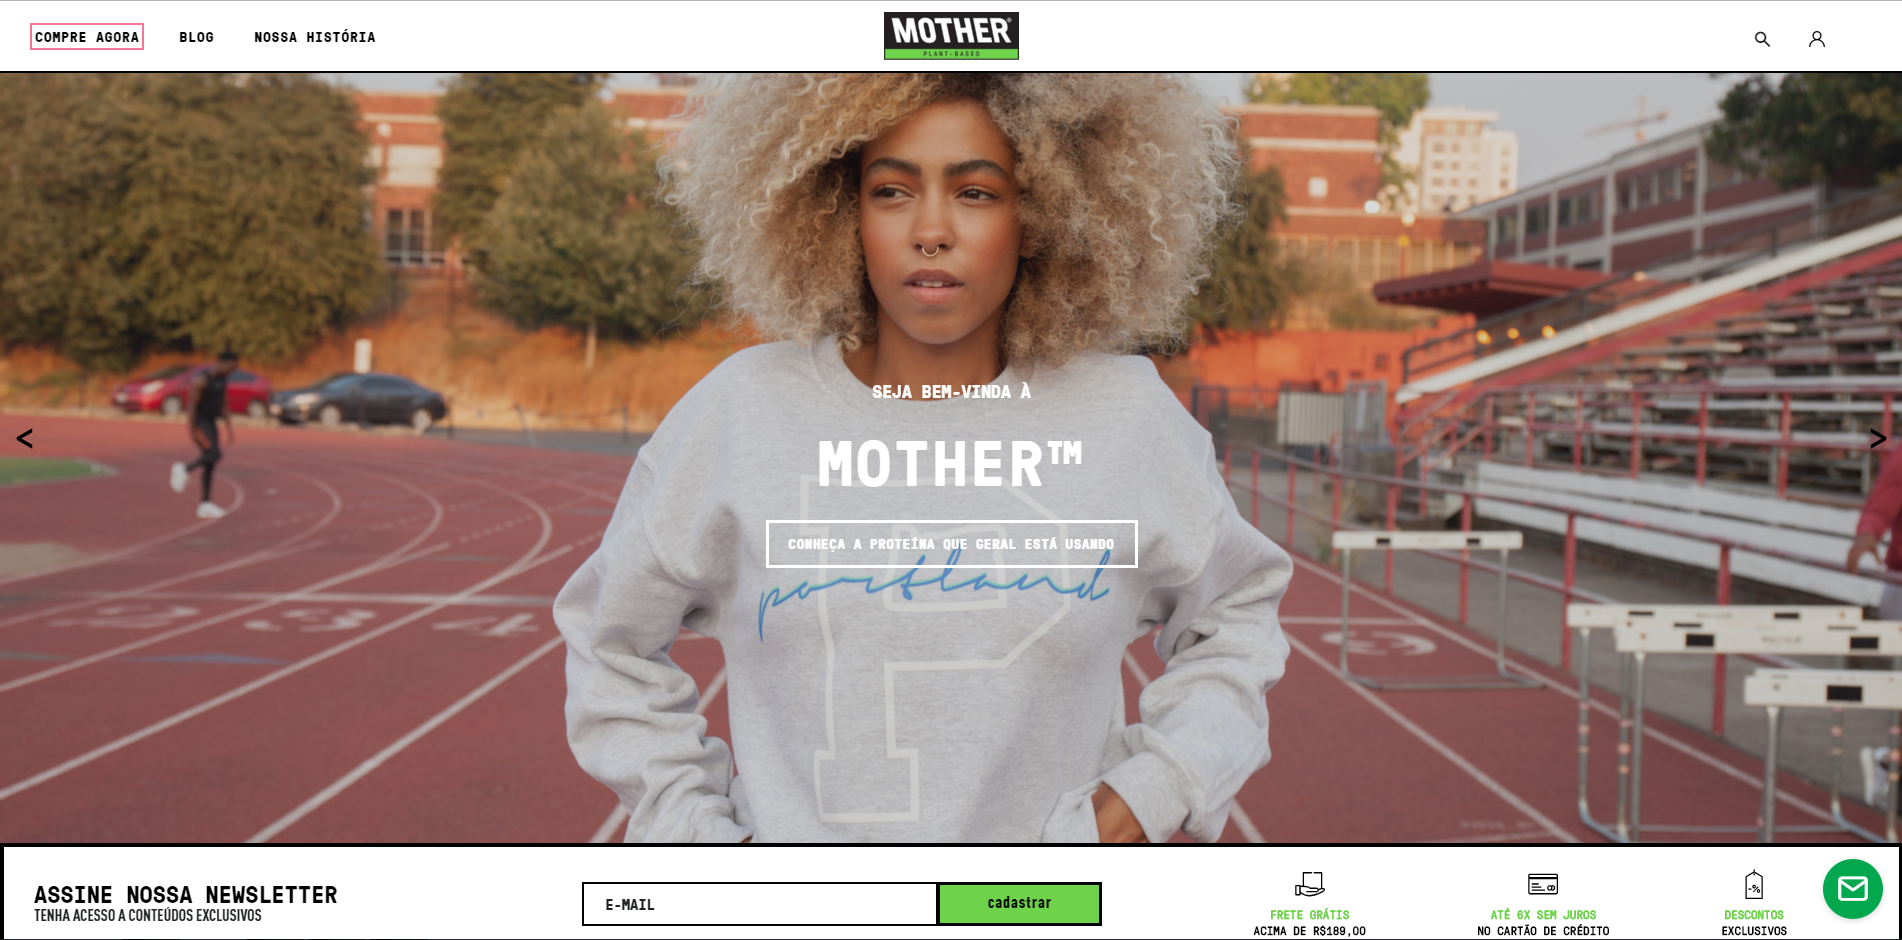 COMPRE AGORA
BLOG
NOSSA HISTÓRIA
MOTHER®
PLANT-BASED
SEJA BEM-VINDA À
MOTHER™
CONHEÇA A PROTEÍNA QUE GERAL ESTÁ USANDO
portland
P
<
>
ASSINE NOSSA NEWSLETTER
TENHA ACESSO A CONTEÚDOS EXCLUSIVOS
E-MAIL
cadastrar
FRETE GRÁTIS
ACIMA DE R$189,00
ATÉ 6X SEM JUROS
NO CARTÃO DE CRÉDITO
-%
DESCONTOS
EXCLUSIVOS